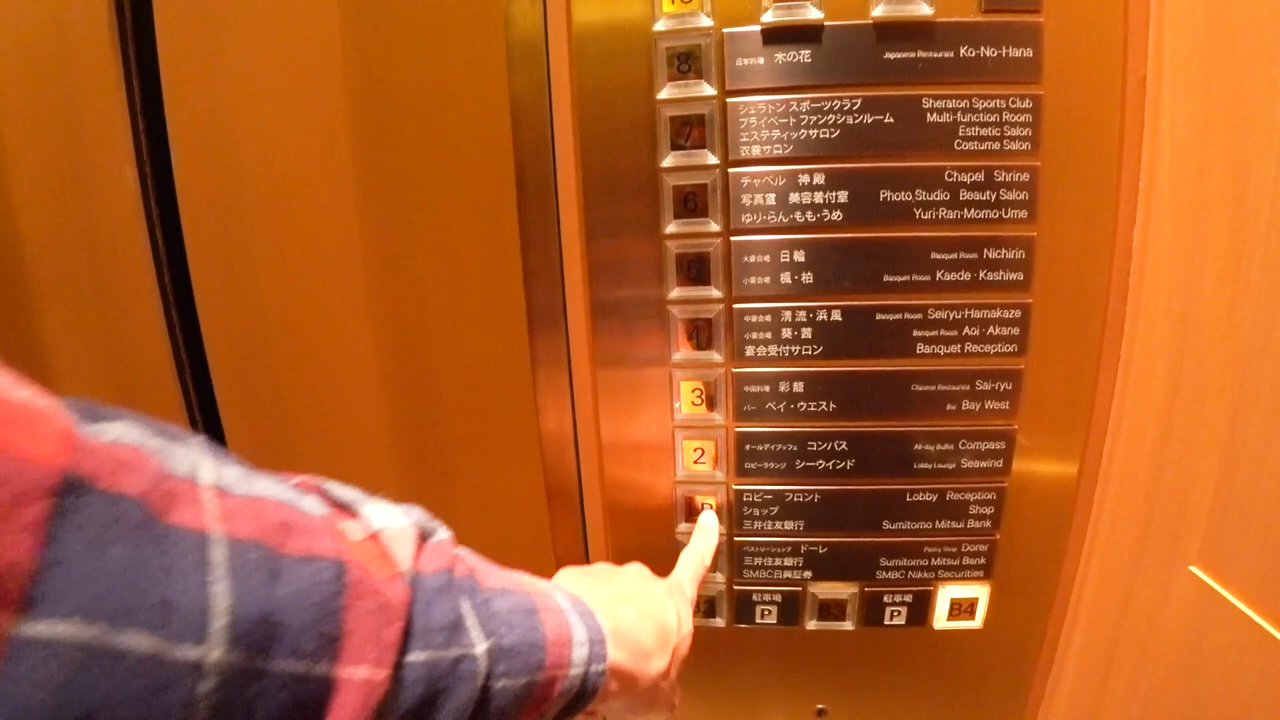 8
日本料理 木の花 Japanese Restaurant Ko-No-Hana
7
シェラトン スポーツクラブ Sheraton Sports Club
プライベート ファンクションルーム Multi-function Room
エステティックサロン Esthetic Salon
衣裳サロン Costume Salon
6
チャペル 神殿 Chapel Shrine
写真室 美容着付室 Photo Studio Beauty Salon
ゆり・らん・もも・うめ Yuri・Ran・Momo・Ume
5
大宴会場 日輪 Banquet Room Nichirin
小宴会場 楓・柏 Banquet Room Kaede・Kashiwa
4
中宴会場 清流・浜風 Banquet Room Seiryu・Hamakaze
小宴会場 葵・茜 Banquet Room Aoi・Akane
宴会受付サロン Banquet Reception
3
中国料理 彩龍 Chinese Restaurant Sai-ryu
バー ベイ・ウエスト Bar Bay West
2
オールデイブッフェ コンパス All-day Buffet Compass
ロビーラウンジ シーウインド Lobby Lounge Seawind
ロビー フロント Lobby Reception
ショップ Shop
三井住友銀行 Sumitomo Mitsui Bank
ペストリーショップ ドーレ Pastry Shop Dorer
三井住友銀行 Sumitomo Mitsui Bank
SMBC日興証券 SMBC Nikko Securities
駐車場 P
B3
駐車場 P
B4